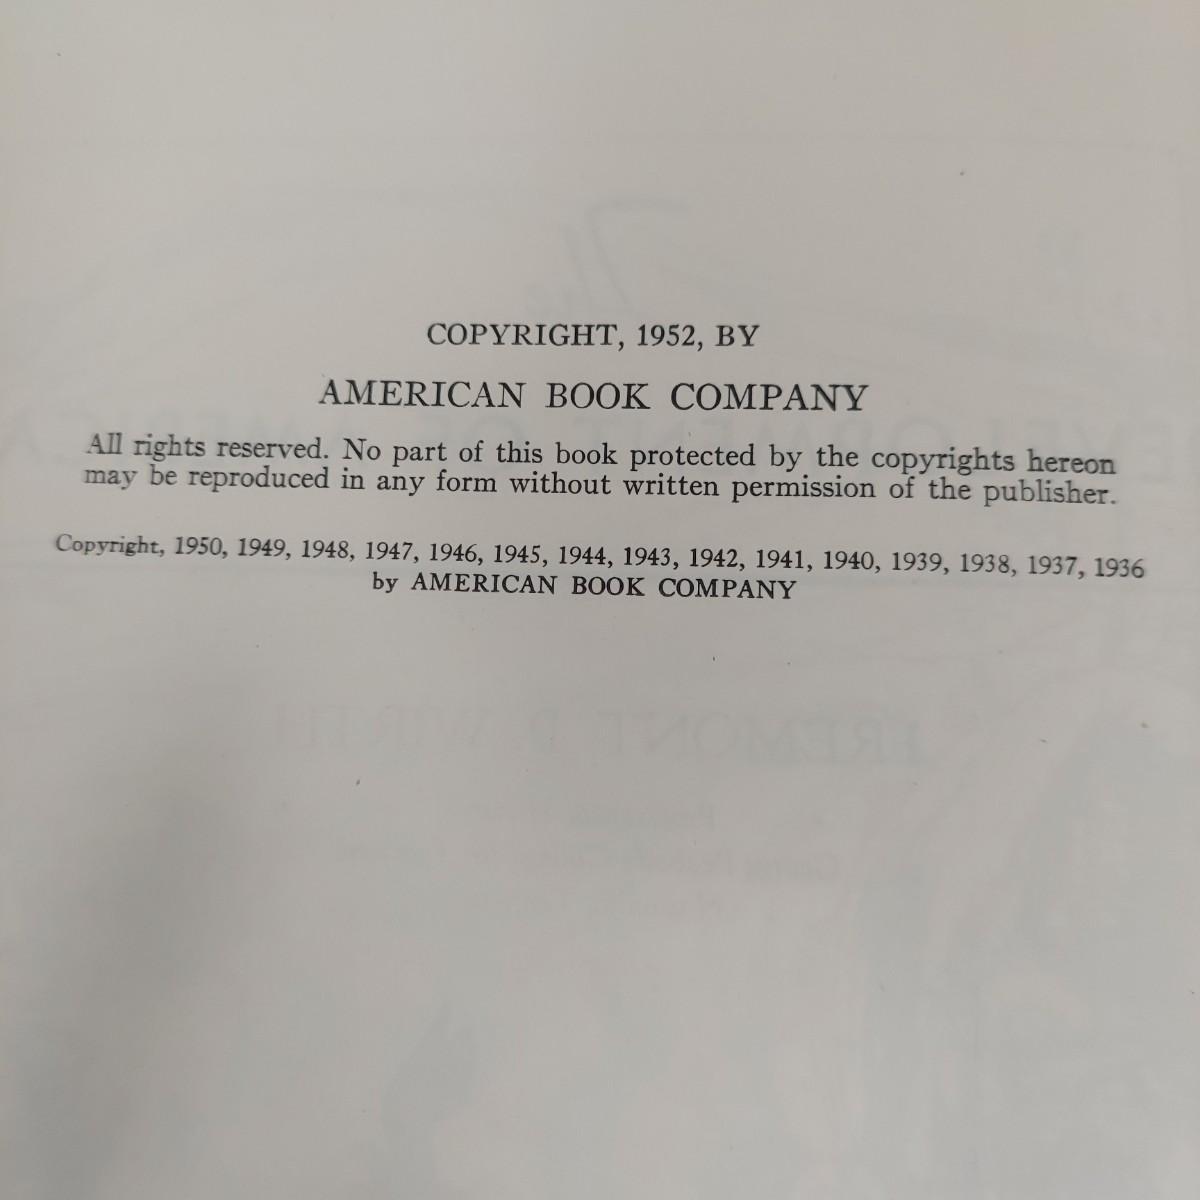 COPYRIGHT, 1952, BY
AMERICAN BOOK COMPANY
All rights reserved. No part of this book protected by the copyrights hereon
may be reproduced in any form without written permission of the publisher.
Copyright, 1950, 1949, 1948, 1947, 1946, 1945, 1944, 1943, 1942, 1941, 1940, 1939, 1938, 1937, 1936
by AMERICAN BOOK COMPANY